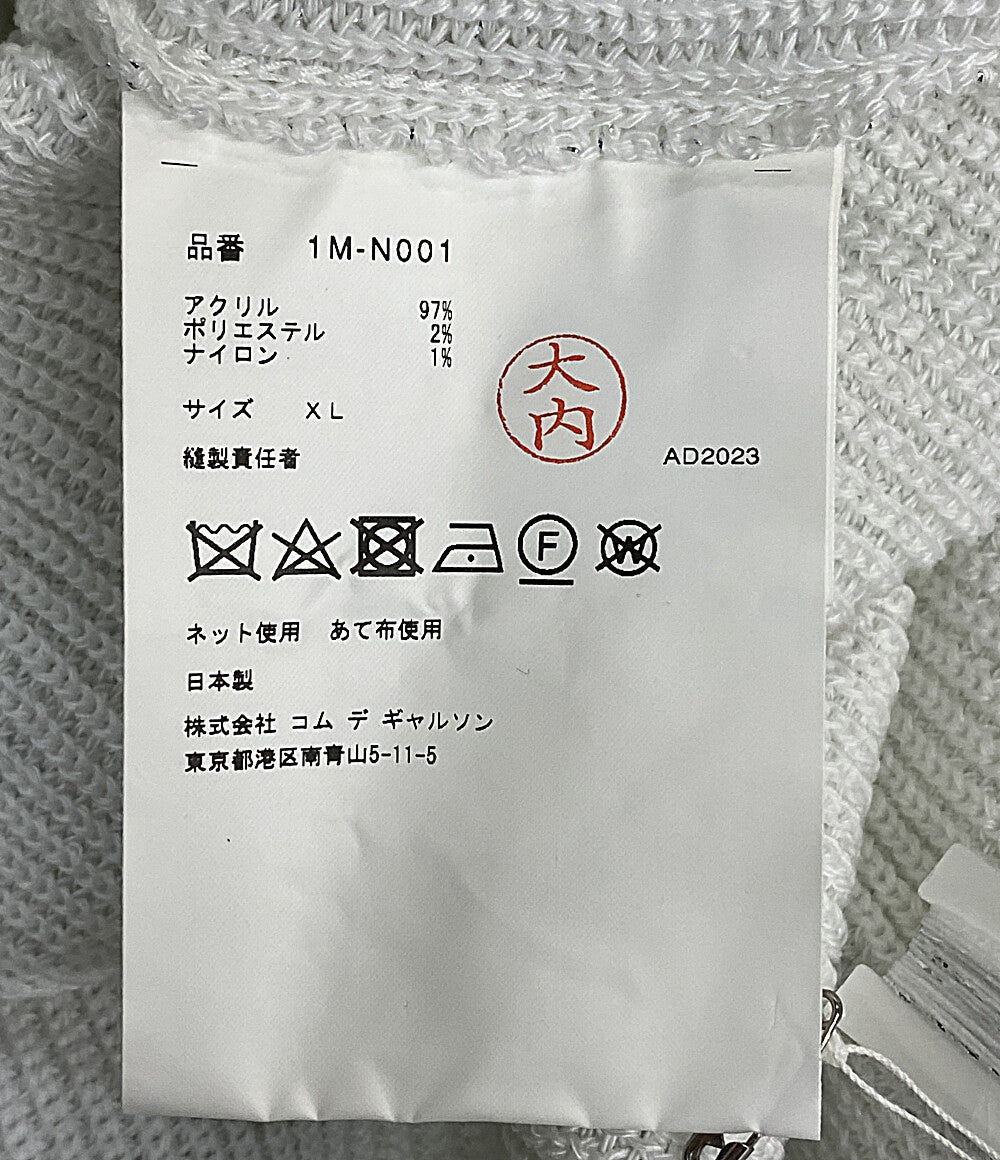 品番 1M-N001
アクリル 97%
ポリエステル 2%
ナイロン 1%
大内
サイズ XL
縫製責任者 AD2023
F W
ネット使用 あて布使用
日本製
株式会社 コム デ ギャルソン
東京都港区南青山5-11-5